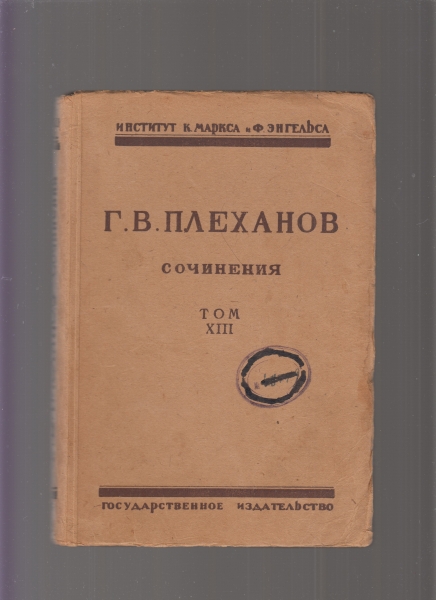 ИНСТИТУТ К. МАРКСА и Ф. ЭНГЕЛЬСА
Г. В. ПЛЕХАНОВ
СОЧИНЕНИЯ
ТОМ
XIII
ГОСУДАРСТВЕННОЕ ИЗДАТЕЛЬСТВО